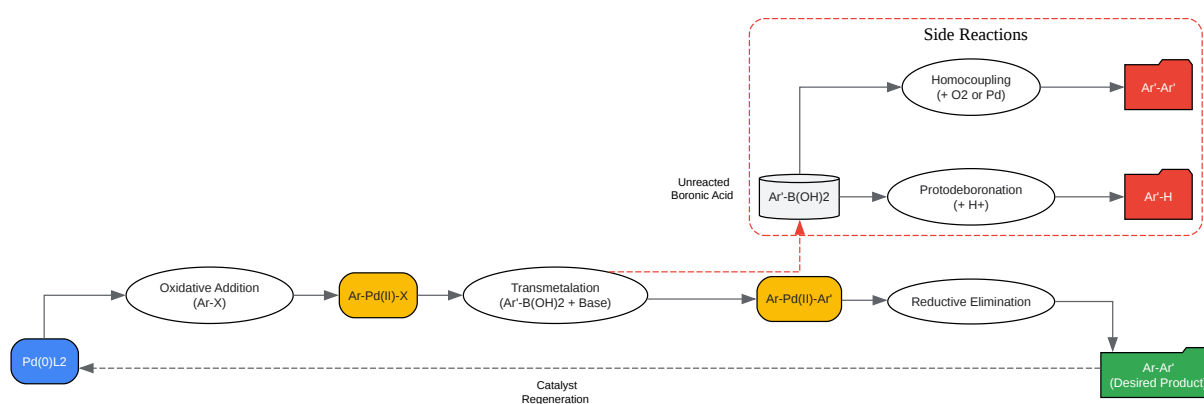 Side Reactions
Homocoupling
(+ O2 or Pd)
Ar'-Ar'
Unreacted
Boronic Acid
Ar'-B(OH)2
Protodeboronation
(+ H+)
Ar'-H
Oxidative Addition
(Ar-X)
Ar-Pd(II)-X
Transmetalation
(Ar'-B(OH)2 + Base)
Ar-Pd(II)-Ar'
Reductive Elimination
Pd(0)L2
Ar-Ar'
(Desired Product
Catalyst
Regeneration